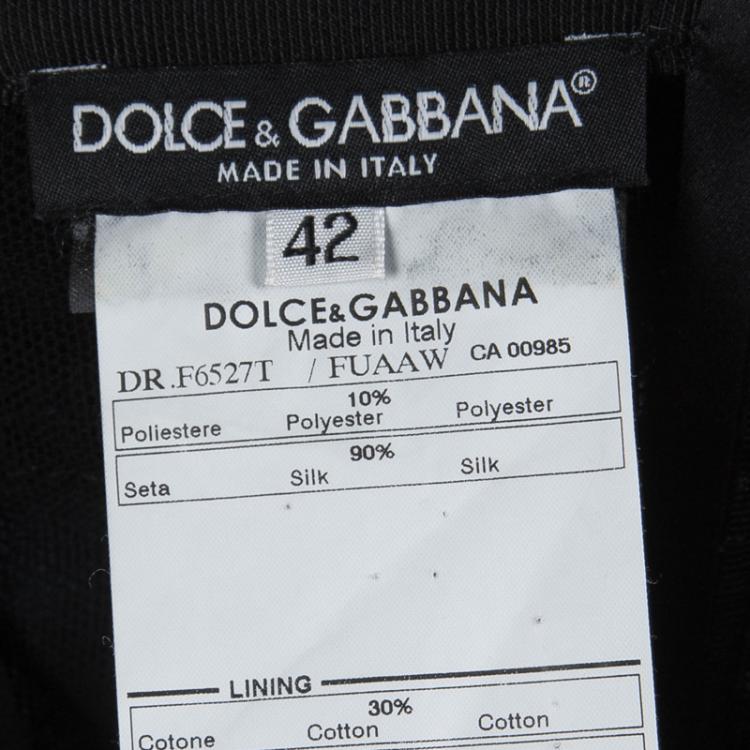 DOLCE & GABBANA®
MADE IN ITALY
42
DOLCE&GABBANA
Made in Italy
DR.F6527T / FUAAW CA 00985
10%
Poliestere Polyester Polyester
90%
Seta Silk Silk
LINING
30%
Cotone Cotton Cotton